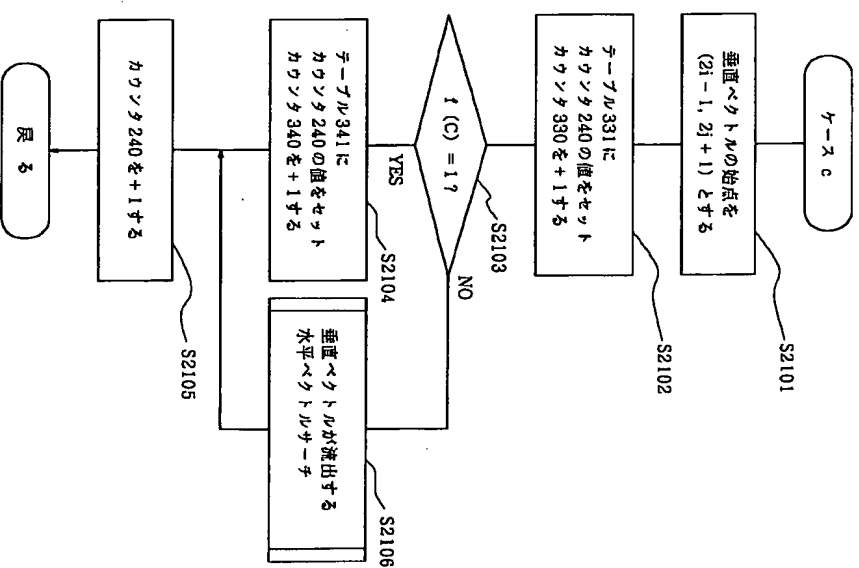 ケース c
垂直ベクトルの始点を
(2i - 1, 2j + 1) とする
S2101
テーブル331に
カウンタ240の値をセット
カウンタ330を+1する
S2102
f (C) = 1 ?
S2103
YES
NO
テーブル341に
カウンタ240の値をセット
カウンタ340を+1する
S2104
垂直ベクトルが流出する
水平ベクトルサーチ
S2106
カウンタ240を+1する
S2105
戻る